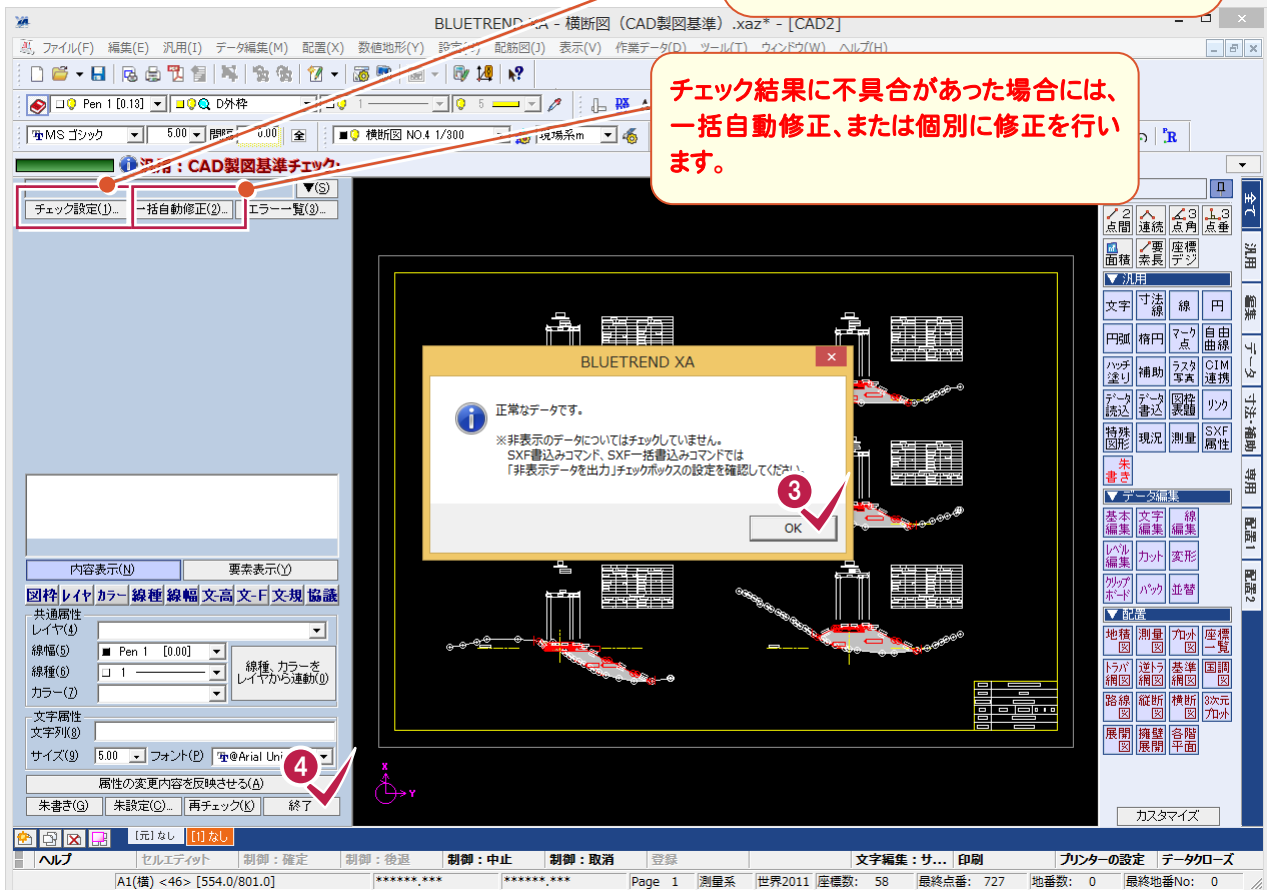 BLUETREND XA - 横断図（CAD製図基準）.xaz* - [CAD2]
ファイル(F) 編集(E) 汎用(I) データ編集(M) 配置(X) 数値地形(Y) 配筋図(J) 表示(V) 作業データ(D) ツール(T) ウィンドウ(W) ヘルプ(H)
チェック結果に不具合があった場合には、
一括自動修正、または個別に修正を行い
ます。
Pen 1 [0.13] D外枠 1 5
MS ゴシック 5.00 間隔 0.00 全 横断図 NO.4 1/300 現場系m
汎用：CAD製図基準チェック:
▼(S)
チェック設定(1)... 一括自動修正(2)... エラー一覧(3)...
BLUETREND XA
正常なデータです。
※非表示のデータについてはチェックしていません。
SXF書込みコマンド、SXF一括書込みコマンドでは
「非表示データを出力」チェックボックスの設定を確認してください。
3
OK
内容表示(N) 要素表示(Y)
図枠 レイヤ カラー 線種 線幅 文-高 文-F 文-規 協議
共通属性
レイヤ(4)
線幅(5) Pen 1 [0.00]
線種(6) 1
カラー(7)
線種、カラーを
レイヤから連動(0)
文字属性
文字列(8)
サイズ(9) 5.00 フォント(P) @Arial Uni
4
属性の変更内容を反映させる(A)
朱書き(G) 朱設定(C)... 再チェック(K) 終了
X
Y
2点間 連続 3点角 3点垂
面積 要素長 座標デジ
▼ 汎用
文字 寸法線 線 円
円弧 楕円 マーク点 自由曲線
ハッチ塗り 補助 ラスタ写真 CIM連携
データ読込 データ書込 図枠表題 リンク
特殊図形 現況 測量 SXF属性
朱書き
▼ データ編集
基本編集 文字編集 線編集
レベル編集 カット 変形
クリップボード パック 並替
▼ 配置
地積図 測量図 プロット図 座標一覧
トラバ網図 逆トラ網図 基準網図 国調図
路線図 縦断図 横断図 3次元プロット
展開図 擁壁展開 各階平面
カスタマイズ
全て
汎用
編集
データ
寸法・補助
専用
配置1
配置2
[元]なし [1]なし
ヘルプ セルエディット 制御：確定 制御：後退 制御：中止 制御：取消 登録 文字編集：サ... 印刷 プリンターの設定 データクローズ
A1(横) <46> [554.0/801.0] ******.*** ******.*** Page 1 測量系 世界2011 座標数: 58 最終点番: 727 地番数: 0 最終地番No: 0